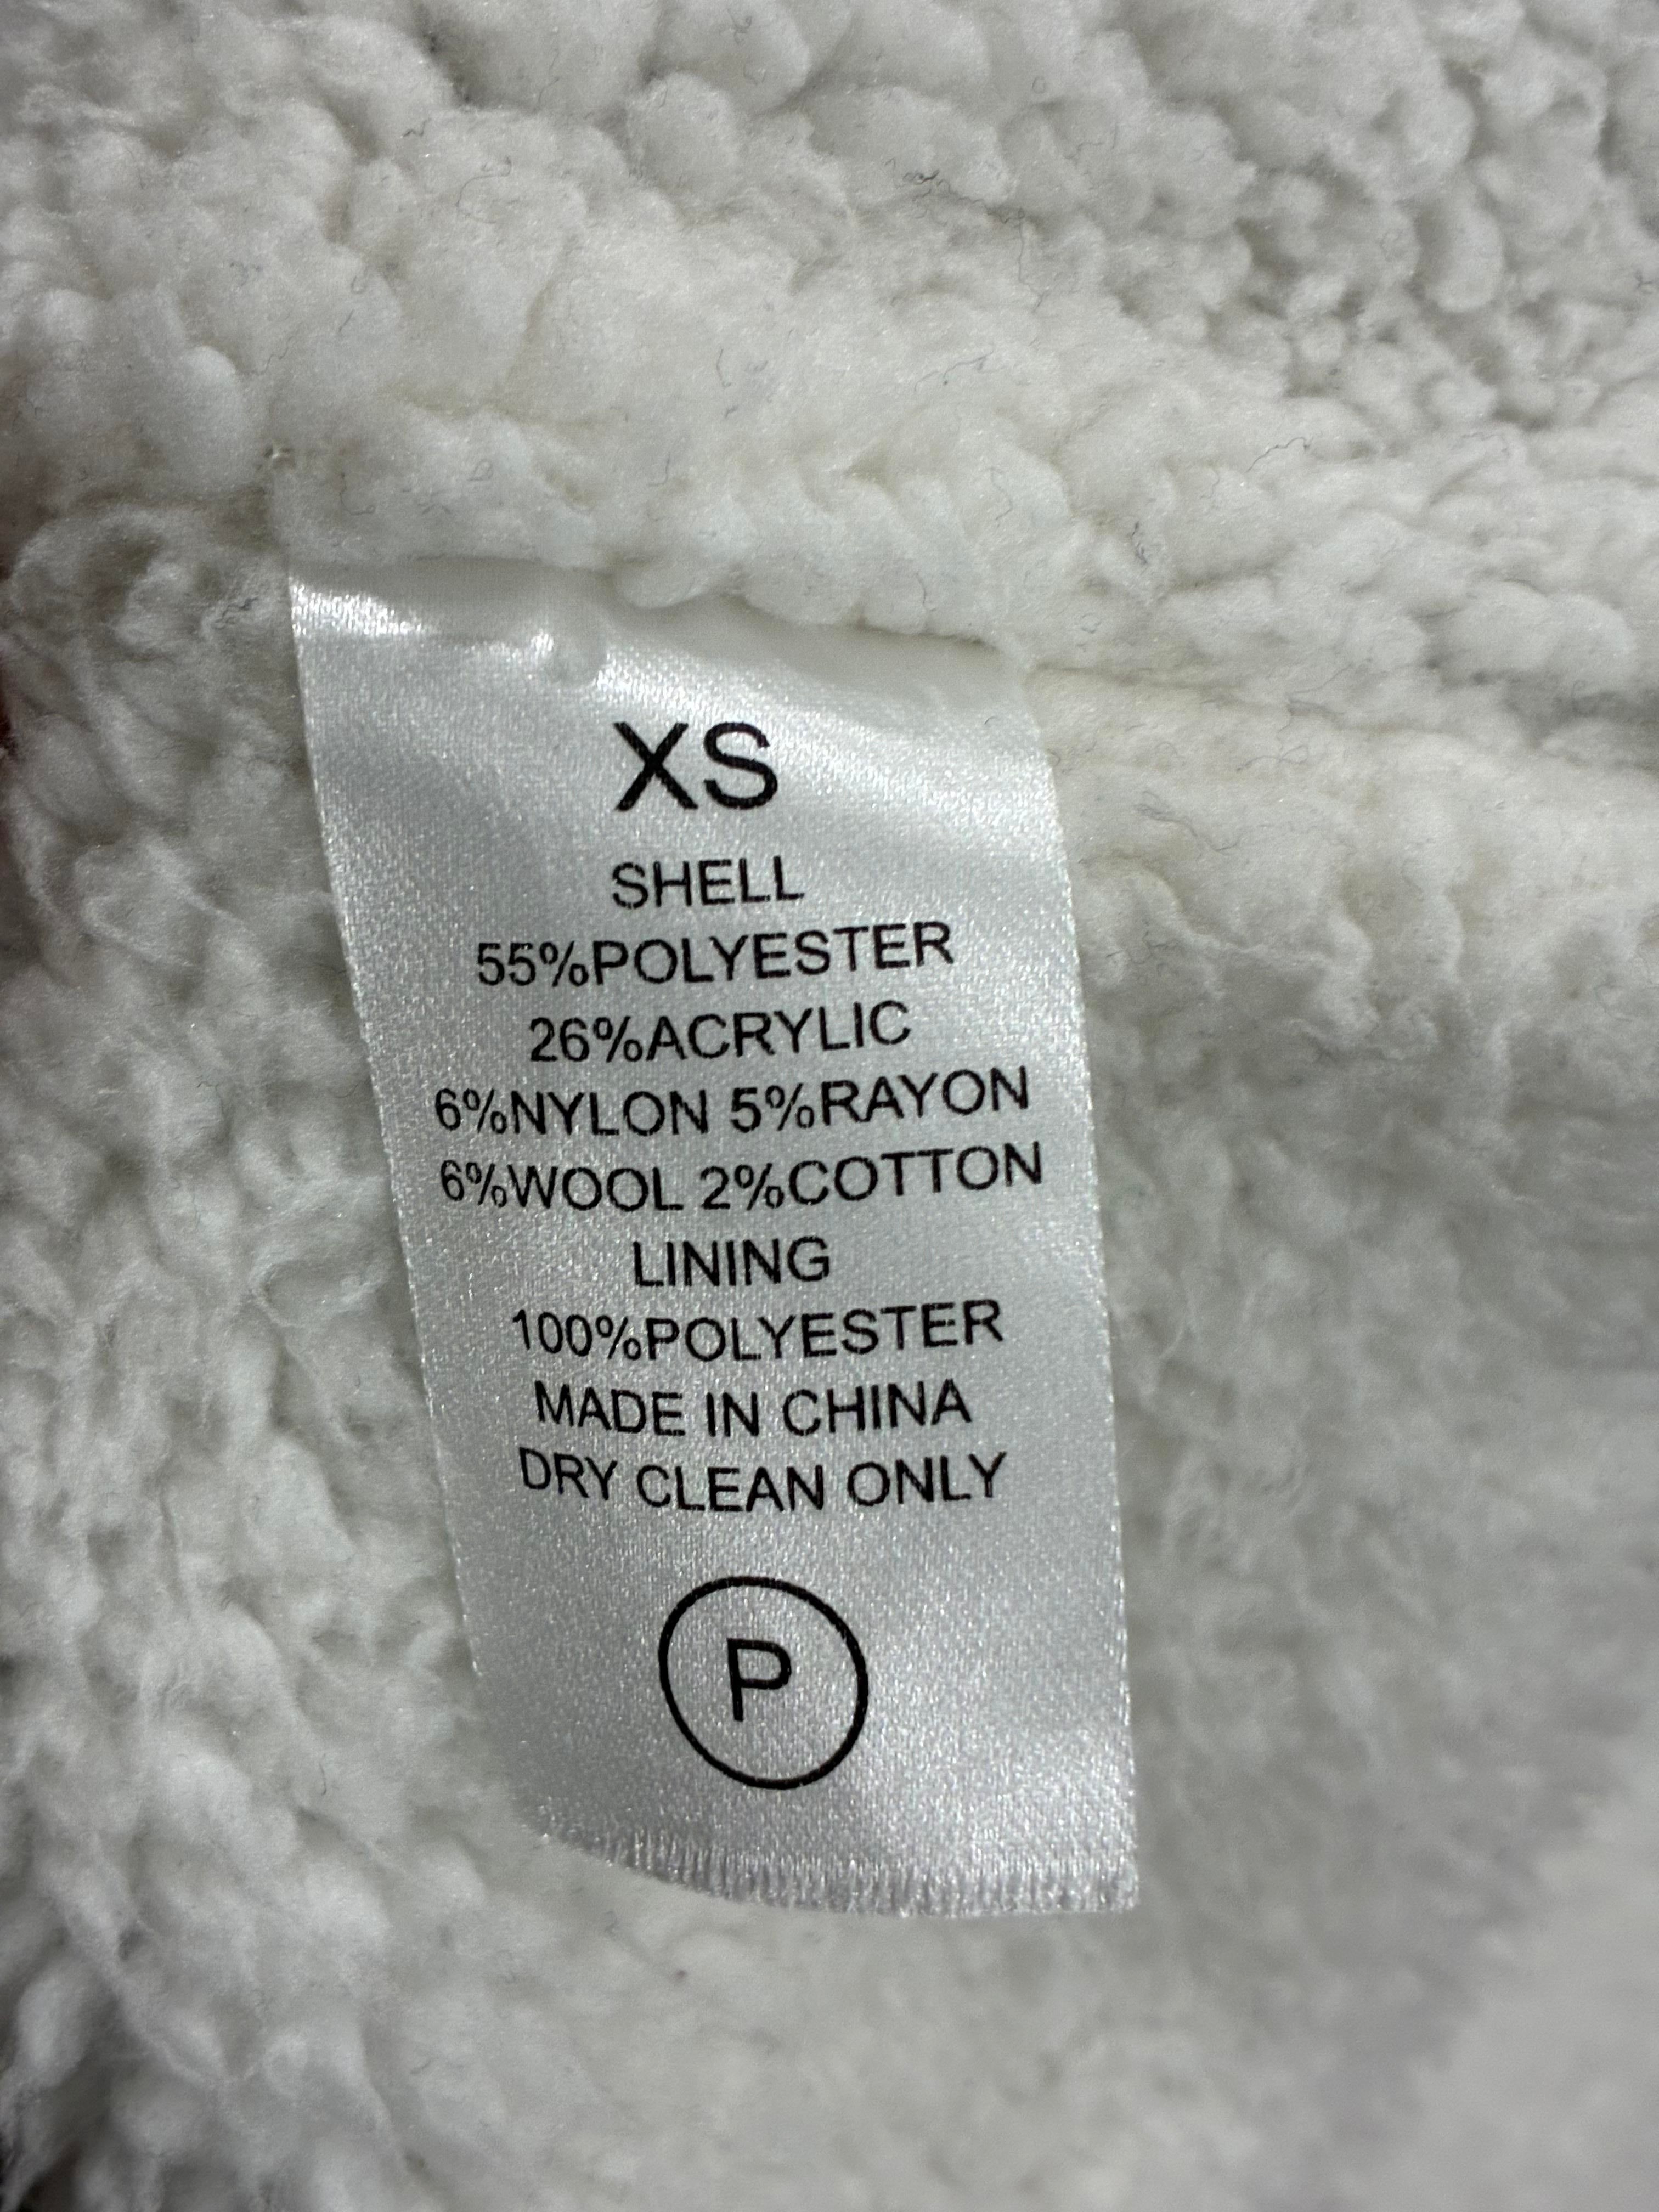 XS
SHELL
55%POLYESTER
26%ACRYLIC
6%NYLON 5%RAYON
6%WOOL 2%COTTON
LINING
100%POLYESTER
MADE IN CHINA
DRY CLEAN ONLY
P